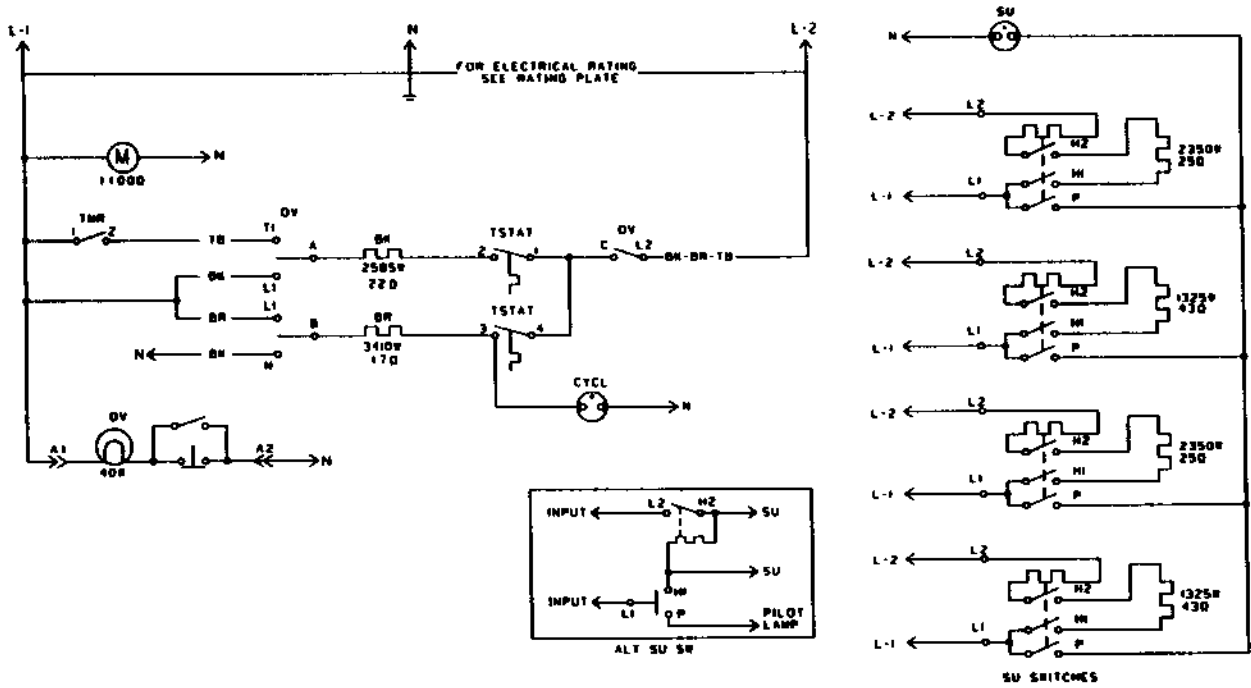 L-1
N
L-2
FOR ELECTRICAL RATING
SEE RATING PLATE
M
N
11000
TMR
1 2
TB
OV
T1
A
BK
2585W
22Ω
TSTAT
2 1
C
OV
L2
BK-BR-TB
BK
L1
L1
BR
B
BR
3410W
17Ω
TSTAT
3 4
N
BK
N
CYCL
N
OV
A1
40W
A2
N
INPUT
L2
H2
SU
SU
INPUT
L1
H1
P
PILOT
LAMP
ALT SU SW
SU
N
L-2
L2
H2
2350W
25Ω
H1
L-1
L1
P
L-2
L2
H2
1325W
43Ω
H1
L-1
L1
P
L-2
L2
H2
2350W
25Ω
H1
L-1
L1
P
L-2
L2
H2
1325W
43Ω
H1
L-1
L1
P
SU SWITCHES